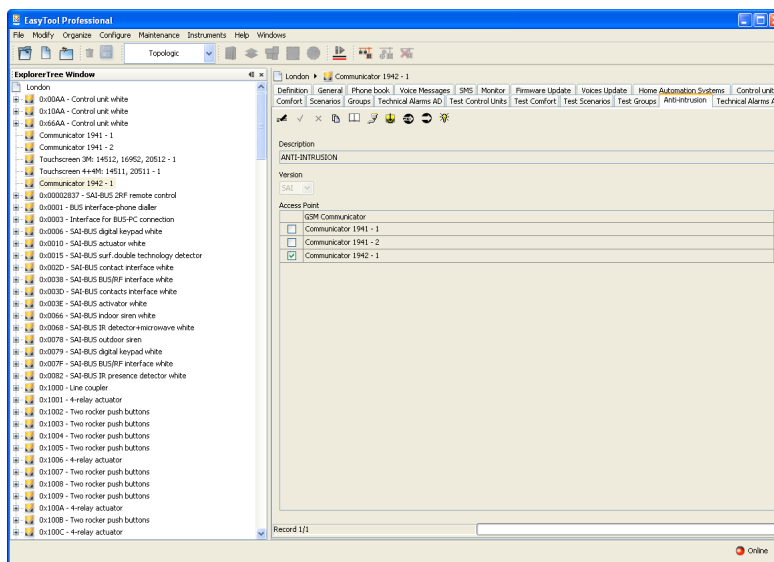 EasyTool Professional
File Modify Organize Configure Maintenance Instruments Help Windows
Topologic
ExplorerTree Window
London
0x00AA - Control unit white
0x10AA - Control unit white
0x66AA - Control unit white
Communicator 1941 - 1
Communicator 1941 - 2
Touchscreen 3M: 14512, 16952, 20512 - 1
Touchscreen 4+4M: 14511, 20511 - 1
Communicator 1942 - 1
0x00002837 - SAI-BUS 2RF remote control
0x0001 - BUS interface-phone dialler
0x0003 - Interface for BUS-PC connection
0x0006 - SAI-BUS digital keypad white
0x0010 - SAI-BUS actuator white
0x0015 - SAI-BUS surf.double technology detector
0x002D - SAI-BUS contact interface white
0x0038 - SAI-BUS BUS/RF interface white
0x003D - SAI-BUS contacts interface white
0x003E - SAI-BUS activator white
0x0066 - SAI-BUS indoor siren white
0x0068 - SAI-BUS IR detector+microwave white
0x0078 - SAI-BUS outdoor siren
0x0079 - SAI-BUS digital keypad white
0x007F - SAI-BUS BUS/RF interface white
0x0082 - SAI-BUS IR presence detector white
0x1000 - Line coupler
0x1001 - 4-relay actuator
0x1002 - Two rocker push buttons
0x1003 - Two rocker push buttons
0x1004 - Two rocker push buttons
0x1005 - Two rocker push buttons
0x1006 - 4-relay actuator
0x1007 - Two rocker push buttons
0x1008 - Two rocker push buttons
0x1009 - Two rocker push buttons
0x100A - 4-relay actuator
0x100B - Two rocker push buttons
0x100C - 4-relay actuator
London Communicator 1942 - 1
Definition General Phone book Voice Messages SMS Monitor Firmware Update Voices Update Home Automation Systems Control unit
Comfort Scenarios Groups Technical Alarms AD Test Control Units Test Comfort Test Scenarios Test Groups Anti-intrusion Technical Alarms A
Description
ANTI-INTRUSION
Version
SAI
Access Point
GSM Communicator
Communicator 1941 - 1
Communicator 1941 - 2
Communicator 1942 - 1
Record 1/1
Online